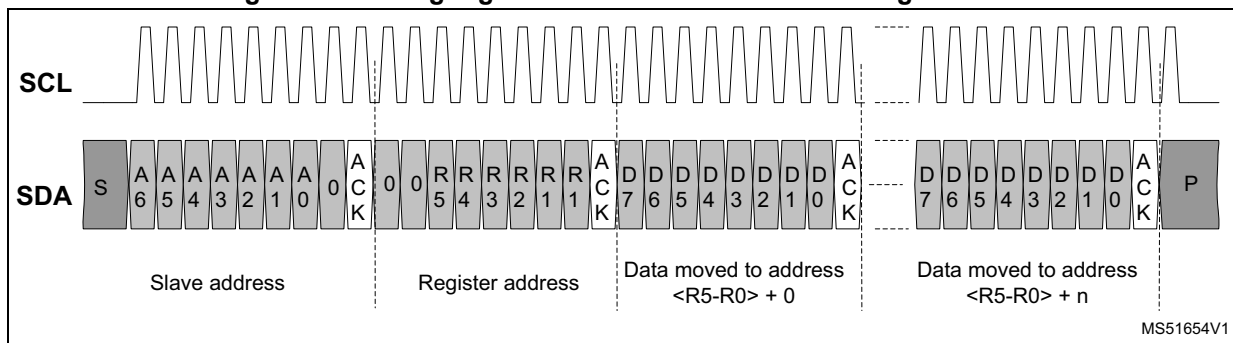 SCL
SDA S A6 A5 A4 A3 A2 A1 A0 0 ACK 0 0 R5 R4 R3 R2 R1 R1 ACK D7 D6 D5 D4 D3 D2 D1 D0 ACK D7 D6 D5 D4 D3 D2 D1 D0 ACK P
Slave address
Register address
Data moved to address
<R5-R0> + 0
Data moved to address
<R5-R0> + n
MS51654V1